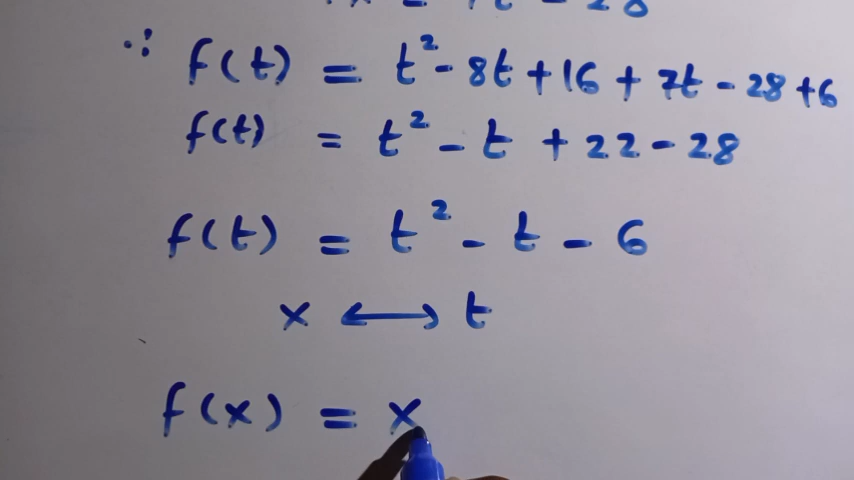 ∴ f(t) = t² - 8t + 16 + 7t - 28 + 6
f(t) = t² - t + 22 - 28
f(t) = t² - t - 6
x ⟷ t
f(x) = x